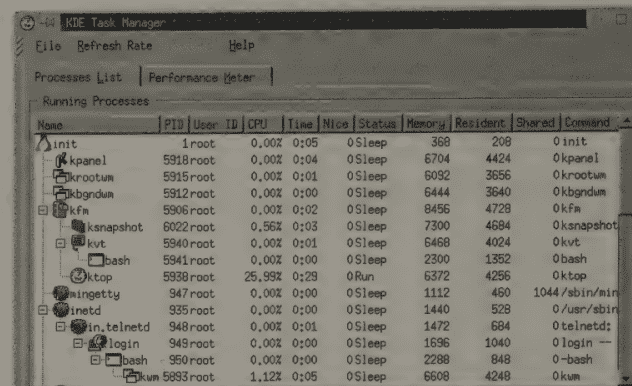 KDE Task Manager
File Refresh Rate Help
Processes List Performance Meter
Running Processes
Name PID User ID CPU Time Nice Status Memory Resident Shared Command
init 1 root 0.00% 0:05 0 Sleep 368 208 0 init
kpanel 5918 root 0.00% 0:04 0 Sleep 6704 4424 0 kpanel
krootwm 5915 root 0.00% 0:01 0 Sleep 6092 3656 0 krootwm
kbgndwm 5912 root 0.00% 0:00 0 Sleep 6444 3640 0 kbgndwm
kfm 5906 root 0.00% 0:02 0 Sleep 8456 4728 0 kfm
ksnapshot 6022 root 0.56% 0:03 0 Sleep 7300 4684 0 ksnapshot
kvt 5940 root 0.00% 0:01 0 Sleep 6468 4024 0 kvt
bash 5941 root 0.00% 0:00 0 Sleep 2300 1352 0 bash
ktop 5938 root 25.99% 0:29 0 Run 6372 4256 0 ktop
mingetty 947 root 0.00% 0:00 0 Sleep 1112 460 1044 /sbin/min
inetd 935 root 0.00% 0:00 0 Sleep 1440 528 0 /usr/sbin
in.telnetd 948 root 0.00% 0:01 0 Sleep 1472 684 0 telnetd:
login 949 root 0.00% 0:00 0 Sleep 1696 1040 0 login --
bash 950 root 0.00% 0:00 0 Sleep 2288 848 0 -bash
kwm 5893 root 1.12% 0:05 0 Sleep 6608 4248 0 kwm